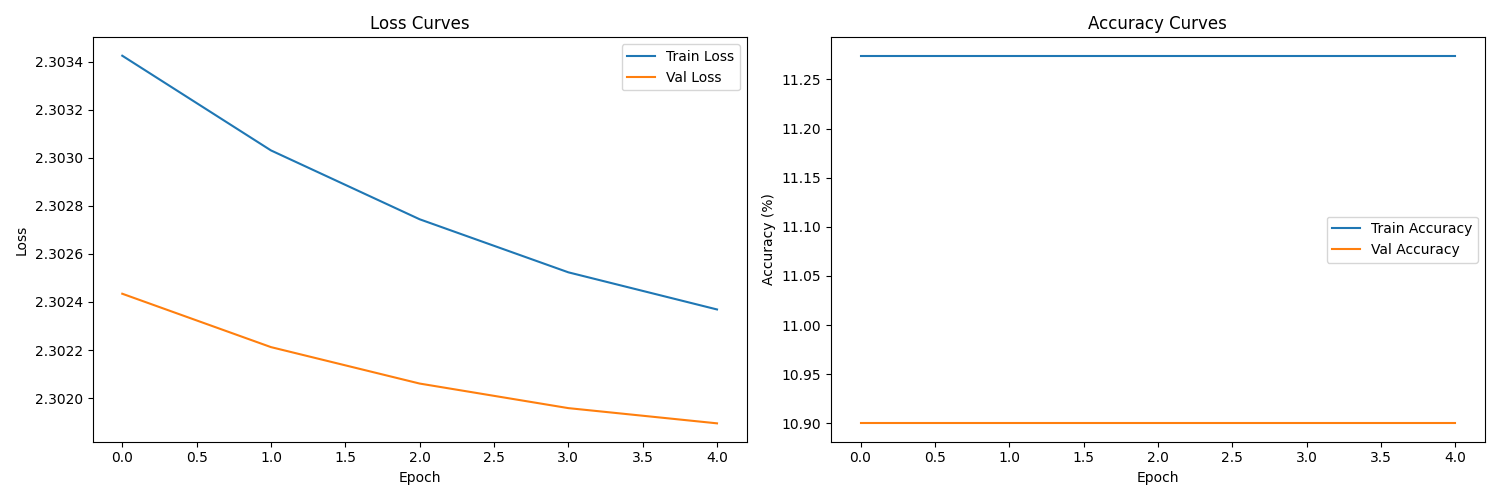 Loss Curves
Train Loss
Val Loss
2.3034
2.3032
2.3030
2.3028
2.3026
2.3024
2.3022
2.3020
Loss
0.0 0.5 1.0 1.5 2.0 2.5 3.0 3.5 4.0
Epoch
Accuracy Curves
Train Accuracy
Val Accuracy
11.25
11.20
11.15
11.10
11.05
11.00
10.95
10.90
Accuracy (%)
0.0 0.5 1.0 1.5 2.0 2.5 3.0 3.5 4.0
Epoch